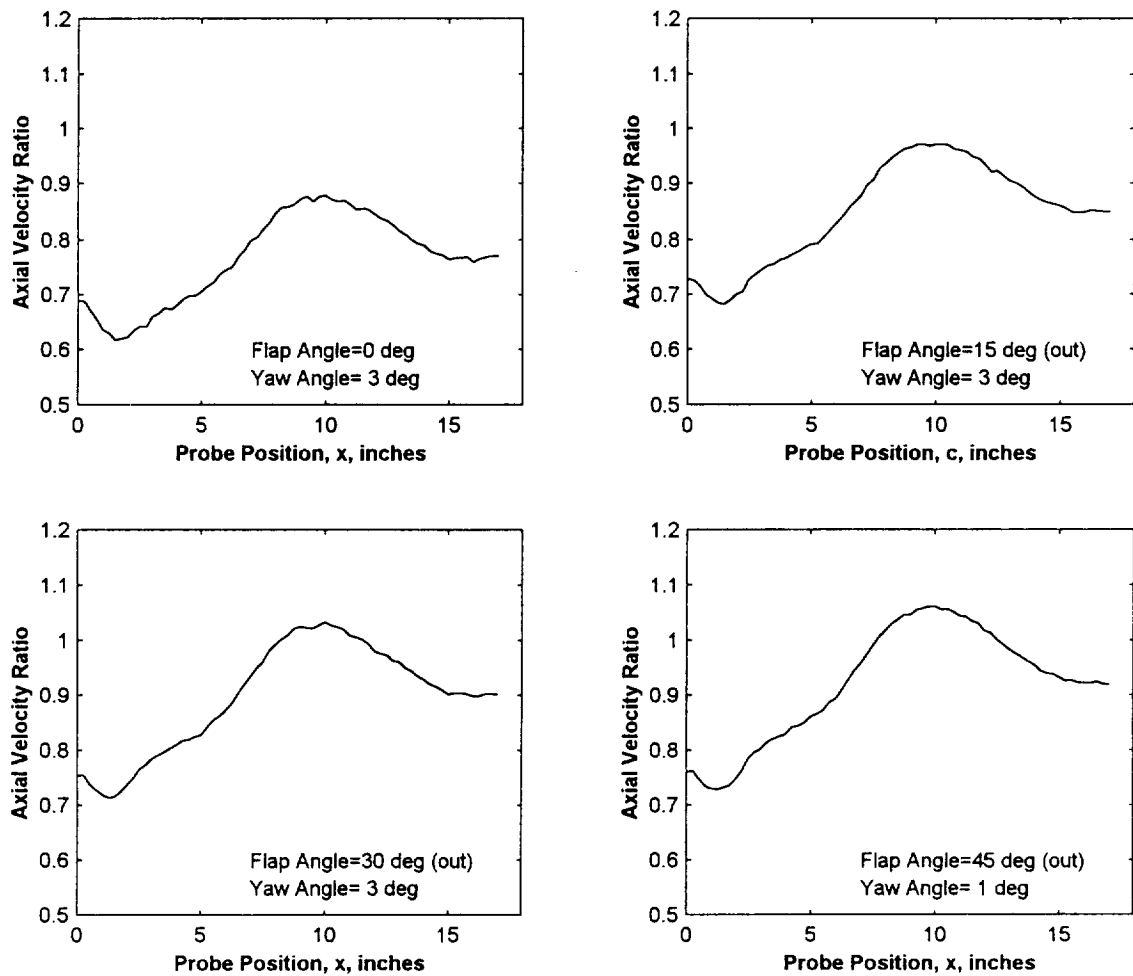 1.2
1.1
1
0.9
0.8
0.7
0.6
0.5
Axial Velocity Ratio
Flap Angle=0 deg
Yaw Angle= 3 deg
0 5 10 15
Probe Position, x, inches
1.2
1.1
1
0.9
0.8
0.7
0.6
0.5
Axial Velocity Ratio
Flap Angle=15 deg (out)
Yaw Angle= 3 deg
0 5 10 15
Probe Position, c, inches
1.2
1.1
1
0.9
0.8
0.7
0.6
0.5
Axial Velocity Ratio
Flap Angle=30 deg (out)
Yaw Angle= 3 deg
0 5 10 15
Probe Position, x, inches
1.2
1.1
1
0.9
0.8
0.7
0.6
0.5
Axial Velocity Ratio
Flap Angle=45 deg (out)
Yaw Angle= 1 deg
0 5 10 15
Probe Position, x, inches